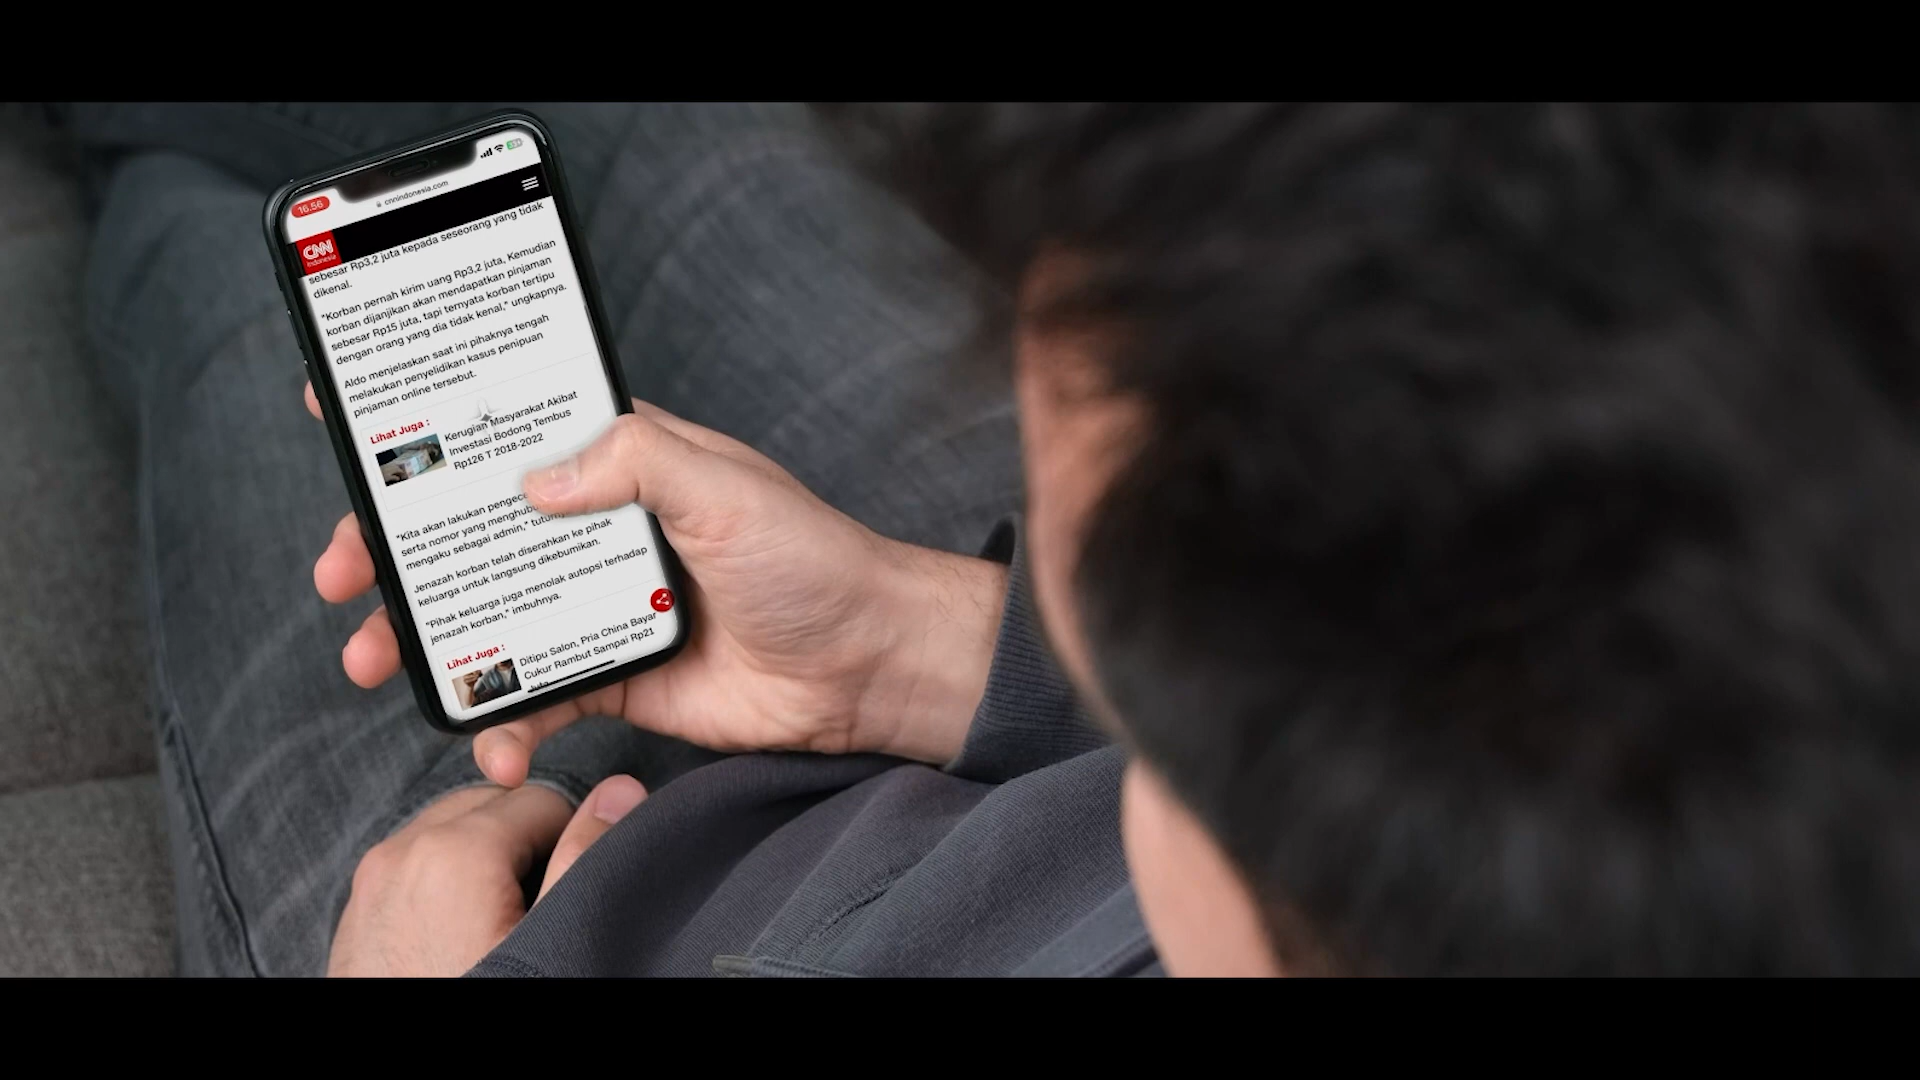 16.56
cnnindonesia.com
CNN
Indonesia
sebesar Rp3,2 juta kepada seseorang yang tidak
dikenal.
"Korban pernah kirim uang Rp3,2 juta, Kemudian
korban dijanjikan akan mendapatkan pinjaman
sebesar Rp15 juta, tapi ternyata korban tertipu
dengan orang yang dia tidak kenal," ungkapnya.
Aldo menjelaskan saat ini pihaknya tengah
melakukan penyelidikan kasus penipuan
pinjaman online tersebut.
Lihat Juga :
Kerugian Masyarakat Akibat
Investasi Bodong Tembus
Rp126 T 2018-2022
"Kita akan lakukan
serta nomor yang
mengaku sebagai admin,"
Jenazah korban telah diserahkan ke pihak
keluarga untuk langsung dikebumikan.
"Pihak keluarga juga menolak autopsi terhadap
jenazah korban," imbuhnya.
Lihat Juga :
Ditipu Salon, Pria China Bayar
Cukur Rambut Sampai Rp21